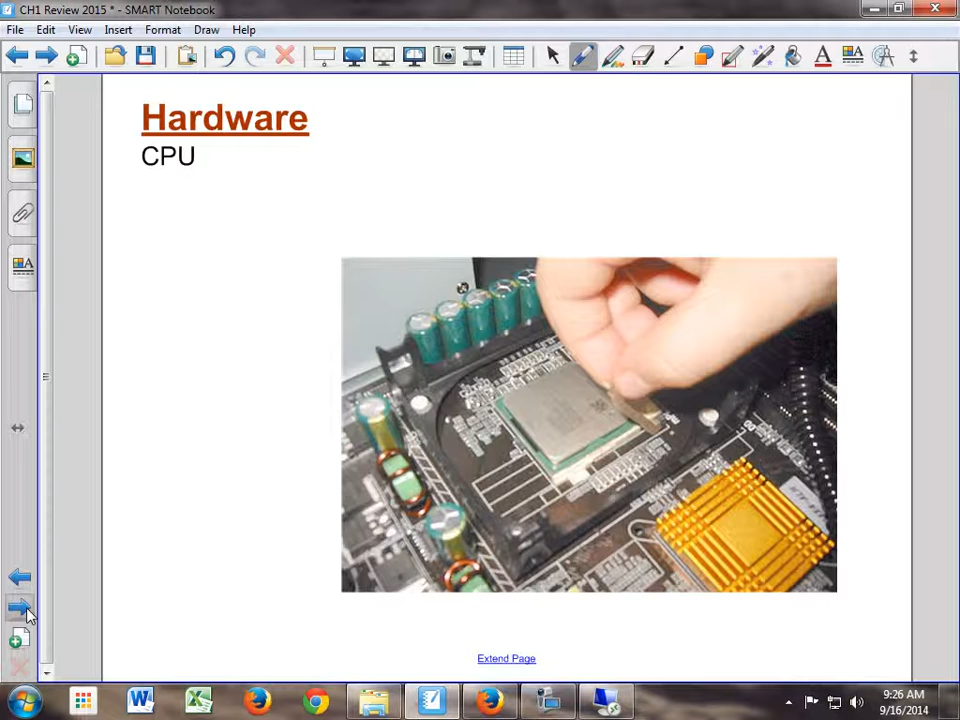 CH1 Review 2015 * - SMART Notebook
File Edit View Insert Format Draw Help
Hardware
CPU
Extend Page
9:26 AM
9/16/2014